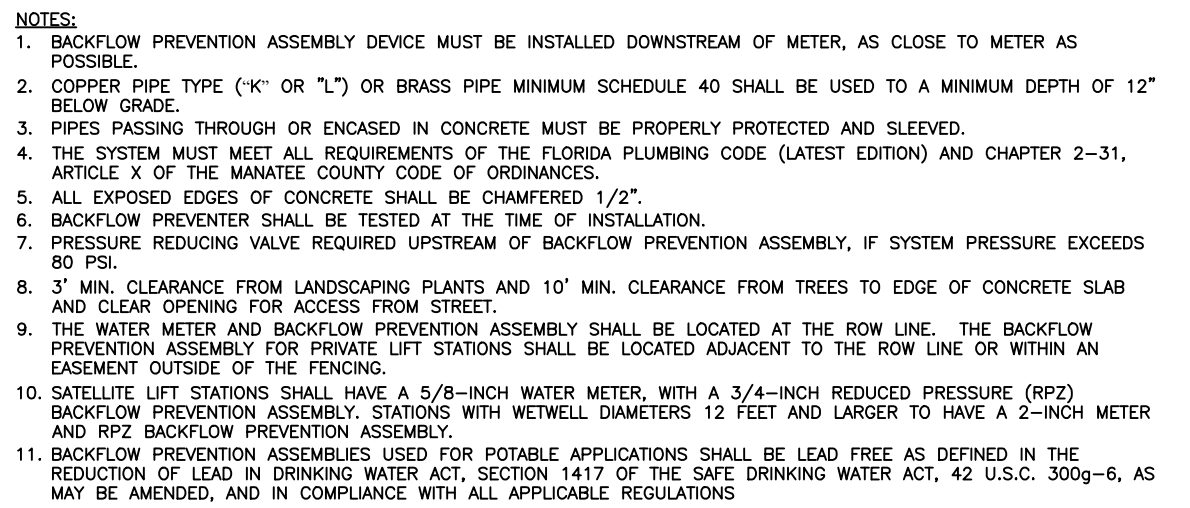 NOTES:
1. BACKFLOW PREVENTION ASSEMBLY DEVICE MUST BE INSTALLED DOWNSTREAM OF METER, AS CLOSE TO METER AS
POSSIBLE.
2. COPPER PIPE TYPE (“K” OR "L") OR BRASS PIPE MINIMUM SCHEDULE 40 SHALL BE USED TO A MINIMUM DEPTH OF 12"
BELOW GRADE.
3. PIPES PASSING THROUGH OR ENCASED IN CONCRETE MUST BE PROPERLY PROTECTED AND SLEEVED.
4. THE SYSTEM MUST MEET ALL REQUIREMENTS OF THE FLORIDA PLUMBING CODE (LATEST EDITION) AND CHAPTER 2-31,
ARTICLE X OF THE MANATEE COUNTY CODE OF ORDINANCES.
5. ALL EXPOSED EDGES OF CONCRETE SHALL BE CHAMFERED 1/2".
6. BACKFLOW PREVENTER SHALL BE TESTED AT THE TIME OF INSTALLATION.
7. PRESSURE REDUCING VALVE REQUIRED UPSTREAM OF BACKFLOW PREVENTION ASSEMBLY, IF SYSTEM PRESSURE EXCEEDS
80 PSI.
8. 3' MIN. CLEARANCE FROM LANDSCAPING PLANTS AND 10' MIN. CLEARANCE FROM TREES TO EDGE OF CONCRETE SLAB
AND CLEAR OPENING FOR ACCESS FROM STREET.
9. THE WATER METER AND BACKFLOW PREVENTION ASSEMBLY SHALL BE LOCATED AT THE ROW LINE. THE BACKFLOW
PREVENTION ASSEMBLY FOR PRIVATE LIFT STATIONS SHALL BE LOCATED ADJACENT TO THE ROW LINE OR WITHIN AN
EASEMENT OUTSIDE OF THE FENCING.
10. SATELLITE LIFT STATIONS SHALL HAVE A 5/8-INCH WATER METER, WITH A 3/4-INCH REDUCED PRESSURE (RPZ)
BACKFLOW PREVENTION ASSEMBLY. STATIONS WITH WETWELL DIAMETERS 12 FEET AND LARGER TO HAVE A 2-INCH METER
AND RPZ BACKFLOW PREVENTION ASSEMBLY.
11. BACKFLOW PREVENTION ASSEMBLIES USED FOR POTABLE APPLICATIONS SHALL BE LEAD FREE AS DEFINED IN THE
REDUCTION OF LEAD IN DRINKING WATER ACT, SECTION 1417 OF THE SAFE DRINKING WATER ACT, 42 U.S.C. 300g-6, AS
MAY BE AMENDED, AND IN COMPLIANCE WITH ALL APPLICABLE REGULATIONS